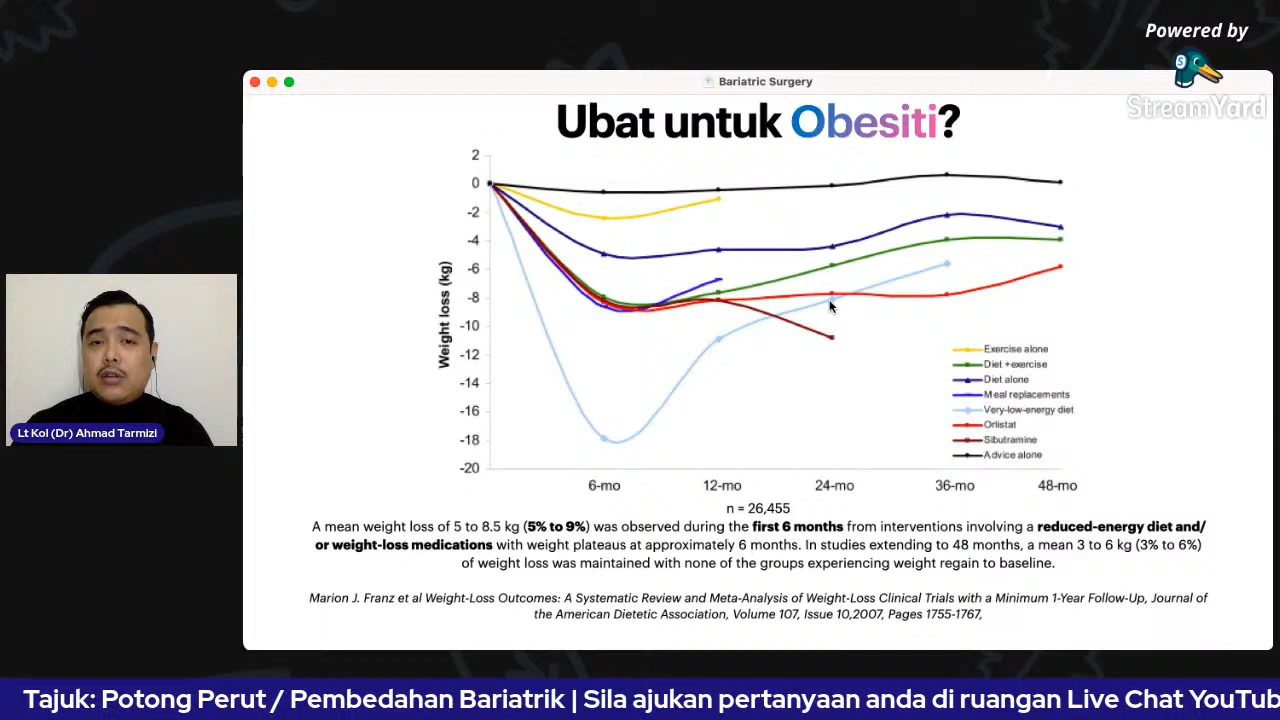 Powered by
StreamYard
Bariatric Surgery
Ubat untuk Obesiti?
2
0
-2
-4
-6
-8
-10
-12
-14
-16
-18
-20
Weight loss (kg)
6-mo
12-mo
24-mo
36-mo
48-mo
Exercise alone
Diet +exercise
Diet alone
Meal replacements
Very-low-energy diet
Orlistat
Sibutramine
Advice alone
n = 26,455
A mean weight loss of 5 to 8.5 kg (5% to 9%) was observed during the first 6 months from interventions involving a reduced-energy diet and/
or weight-loss medications with weight plateaus at approximately 6 months. In studies extending to 48 months, a mean 3 to 6 kg (3% to 6%)
of weight loss was maintained with none of the groups experiencing weight regain to baseline.
Marion J. Franz et al Weight-Loss Outcomes: A Systematic Review and Meta-Analysis of Weight-Loss Clinical Trials with a Minimum 1-Year Follow-Up, Journal of
the American Dietetic Association, Volume 107, Issue 10,2007, Pages 1755-1767,
Lt Kol (Dr) Ahmad Tarmizi
Tajuk: Potong Perut / Pembedahan Bariatrik | Sila ajukan pertanyaan anda di ruangan Live Chat YouTub